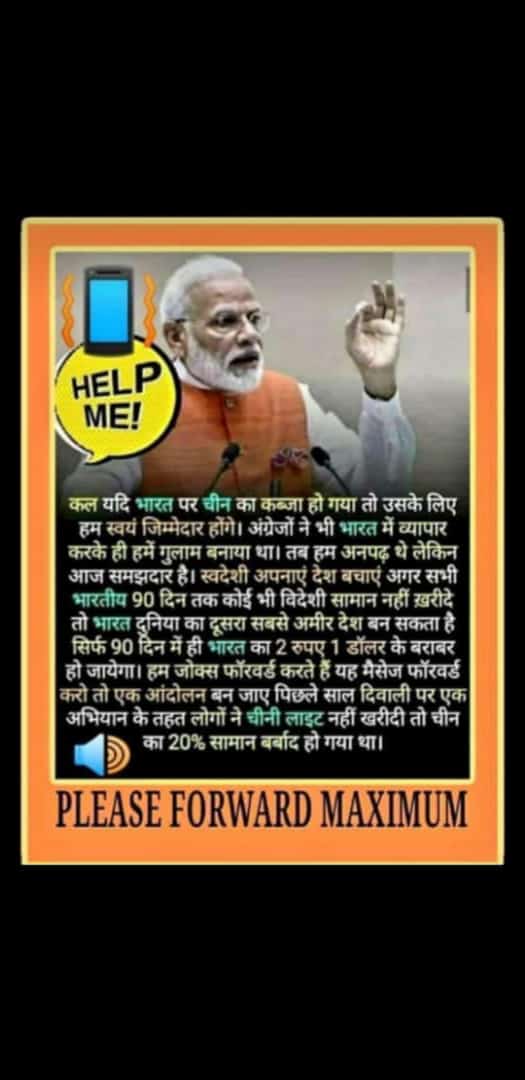 HELP
ME!
कल यदि भारत पर चीन का कब्जा हो गया तो उसके लिए
हम स्वयं जिम्मेदार होंगे। अंग्रेजों ने भी भारत में व्यापार
करके ही हमें गुलाम बनाया था। तब हम अनपढ़ थे लेकिन
आज समझदार है। स्वदेशी अपनाएं देश बचाएं अगर सभी
भारतीय 90 दिन तक कोई भी विदेशी सामान नहीं ख़रीदे
तो भारत दुनिया का दूसरा सबसे अमीर देश बन सकता है
सिर्फ 90 दिन में ही भारत का 2 रुपए 1 डॉलर के बराबर
हो जायेगा। हम जोक्स फॉरवर्ड करते हैं यह मैसेज फॉरवर्ड
करो तो एक आंदोलन बन जाए पिछले साल दिवाली पर एक
अभियान के तहत लोगों ने चीनी लाइट नहीं खरीदी तो चीन
का 20% सामान बर्बाद हो गया था।
PLEASE FORWARD MAXIMUM